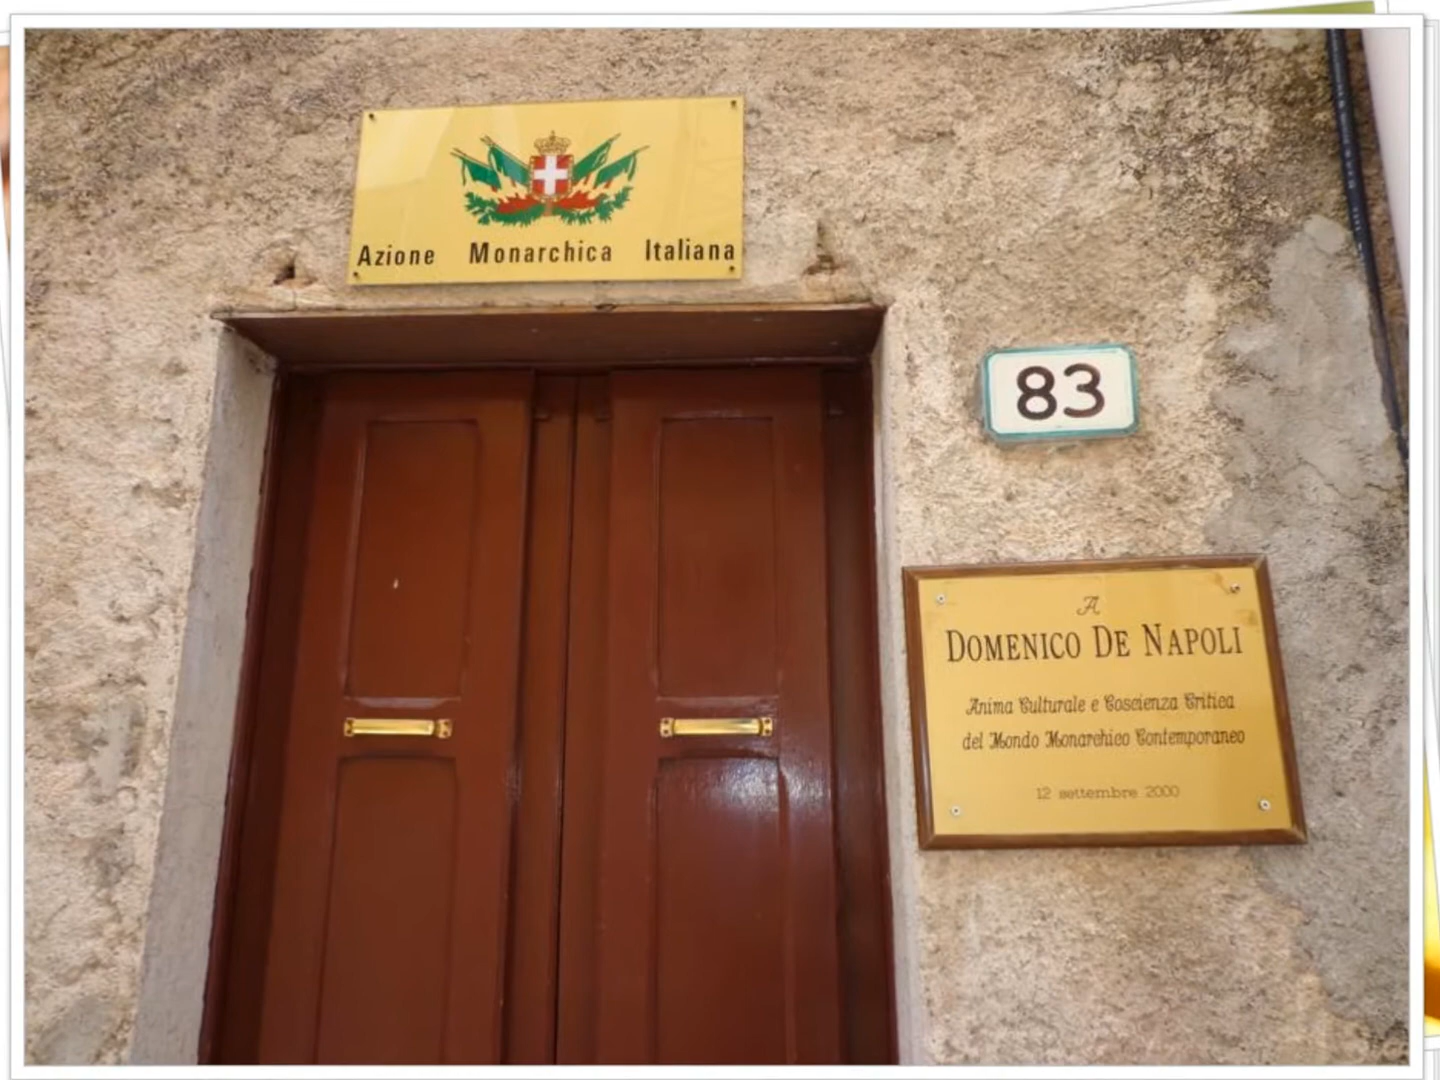 Azione Monarchica Italiana
83
A
DOMENICO DE NAPOLI
Anima Culturale e Coscienza Critica
del Mondo Monarchico Contemporaneo
12 settembre 2000